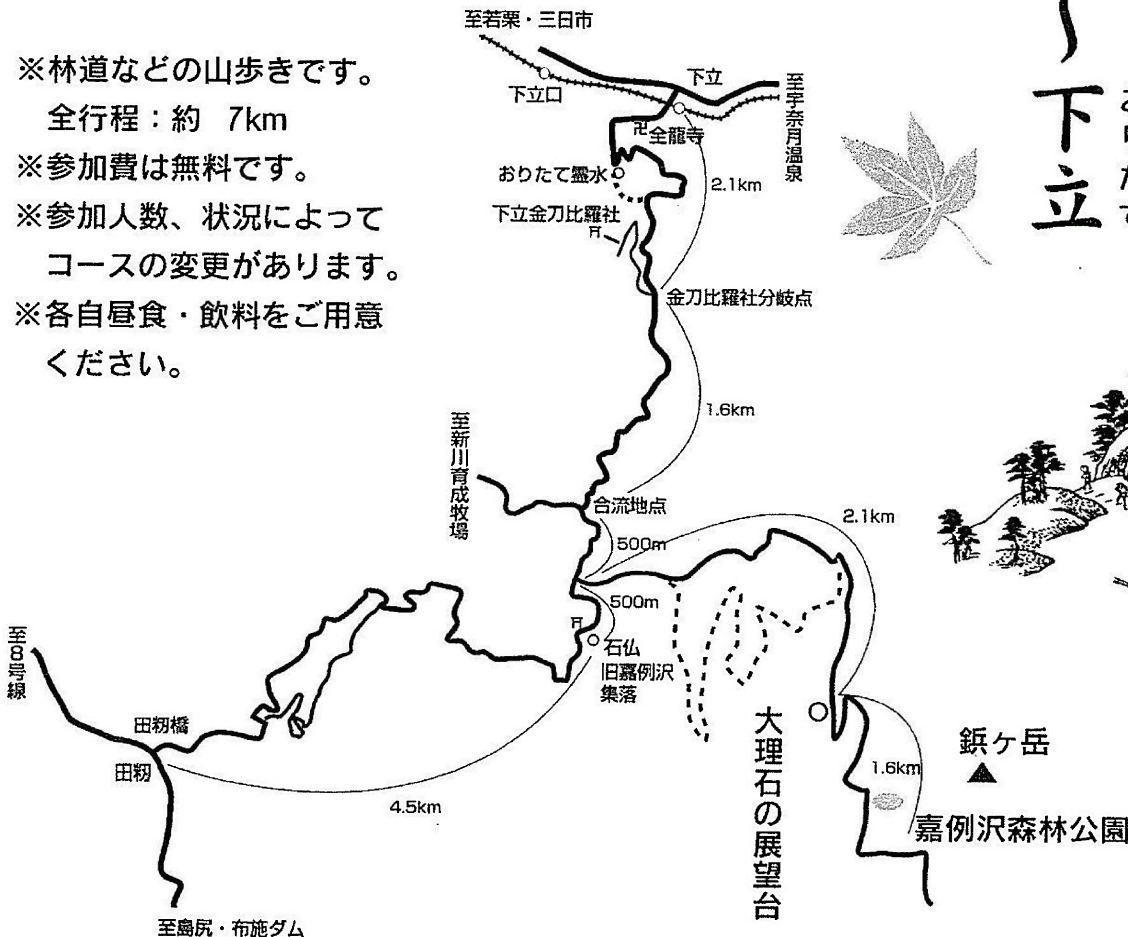 ※林道などの山歩きです。
全行程：約 7km
※参加費は無料です。
※参加人数、状況によって
コースの変更があります。
※各自昼食・飲料をご用意
ください。
〜下立
至若栗・三日市
下立
下立口
至宇奈月温泉
卍全龍寺
おりたて靈水
2.1km
下立金刀比羅社
金刀比羅社分岐点
1.6km
至新川育成牧場
合流地点
2.1km
500m
500m
石仏
旧嘉例沢
集落
至8号線
田籾橋
田籾
4.5km
大理石の展望台
鋲ヶ岳
1.6km
嘉例沢森林公園
至島尻・布施ダム